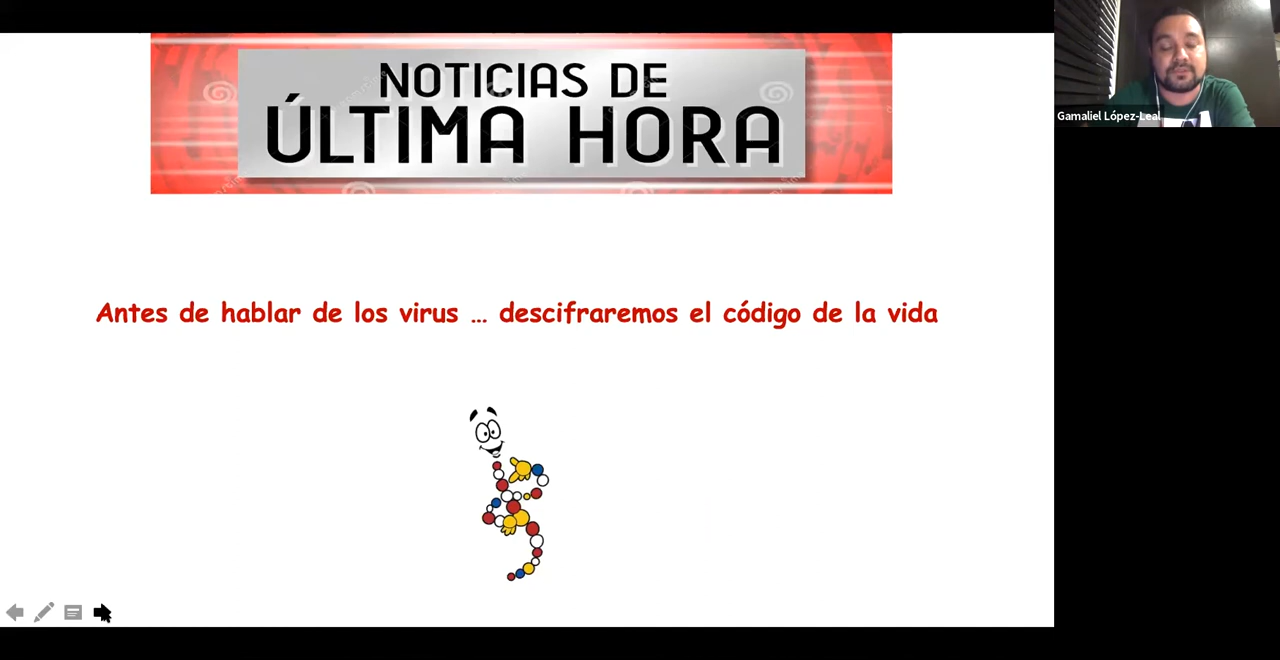 NOTICIAS DE
ÚLTIMA HORA
Gamaliel López-Leal
Antes de hablar de los virus ... descifraremos el código de la vida